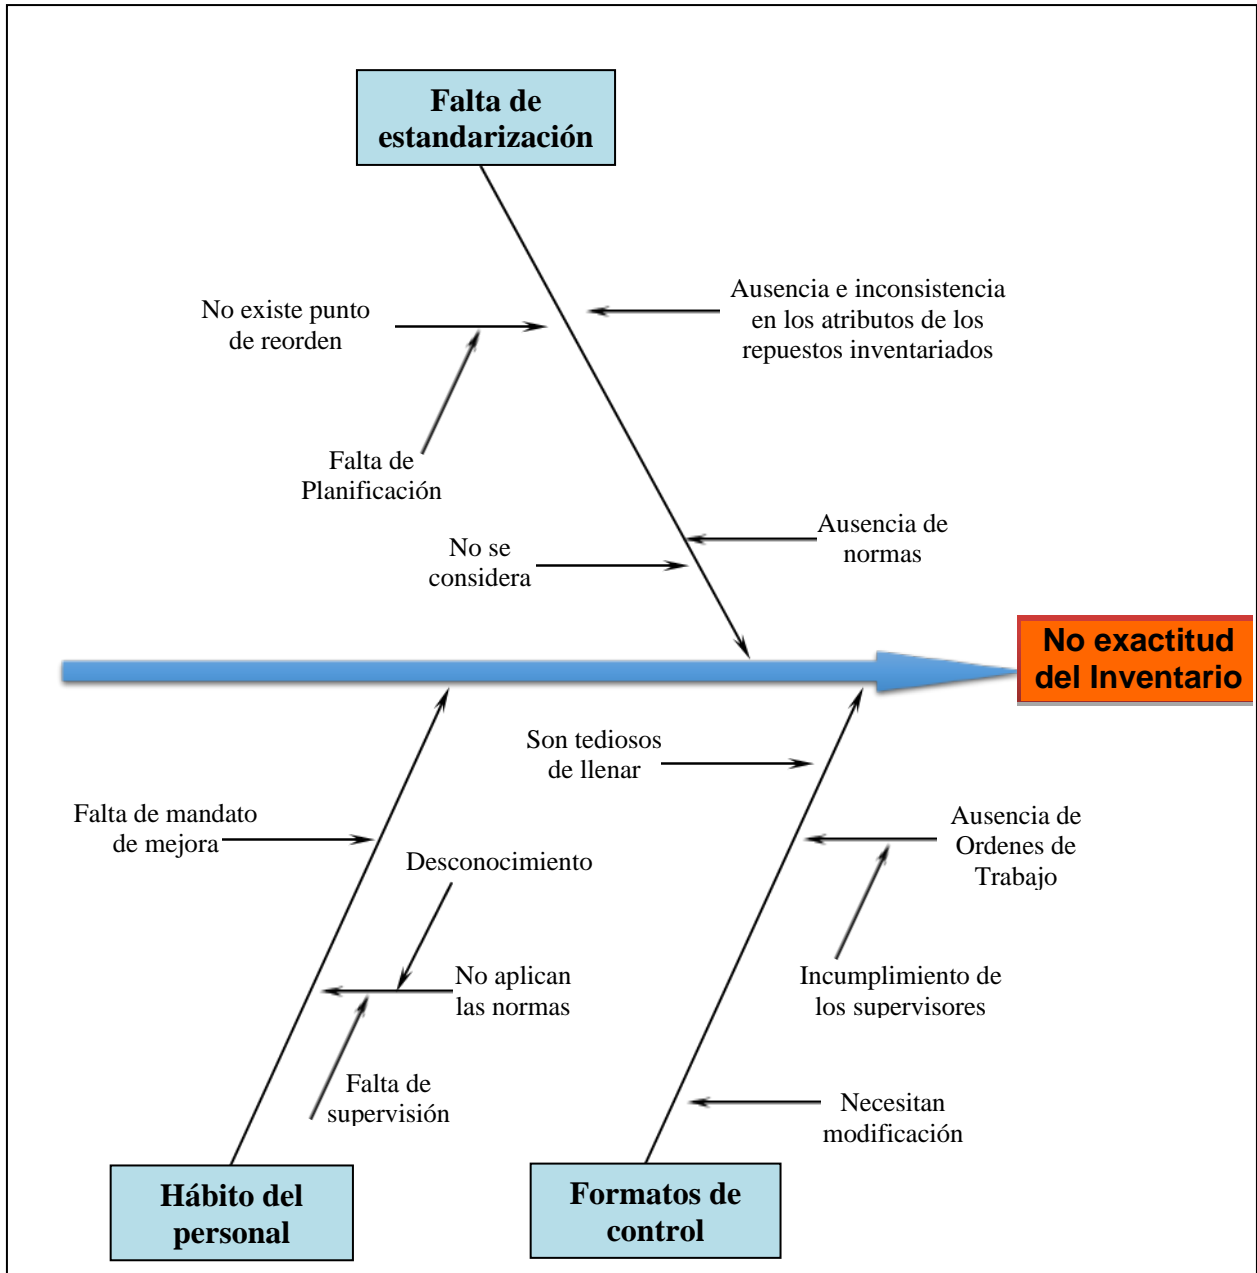 Falta de
estandarización
No existe punto
de reorden
Ausencia e inconsistencia
en los atributos de los
repuestos inventariados
Falta de
Planificación
Ausencia de
normas
No se
considera
No exactitud
del Inventario
Son tediosos
de llenar
Falta de mandato
de mejora
Desconocimiento
Ausencia de
Ordenes de
Trabajo
No aplican
las normas
Incumplimiento de
los supervisores
Falta de
supervisión
Necesitan
modificación
Hábito del
personal
Formatos de
control